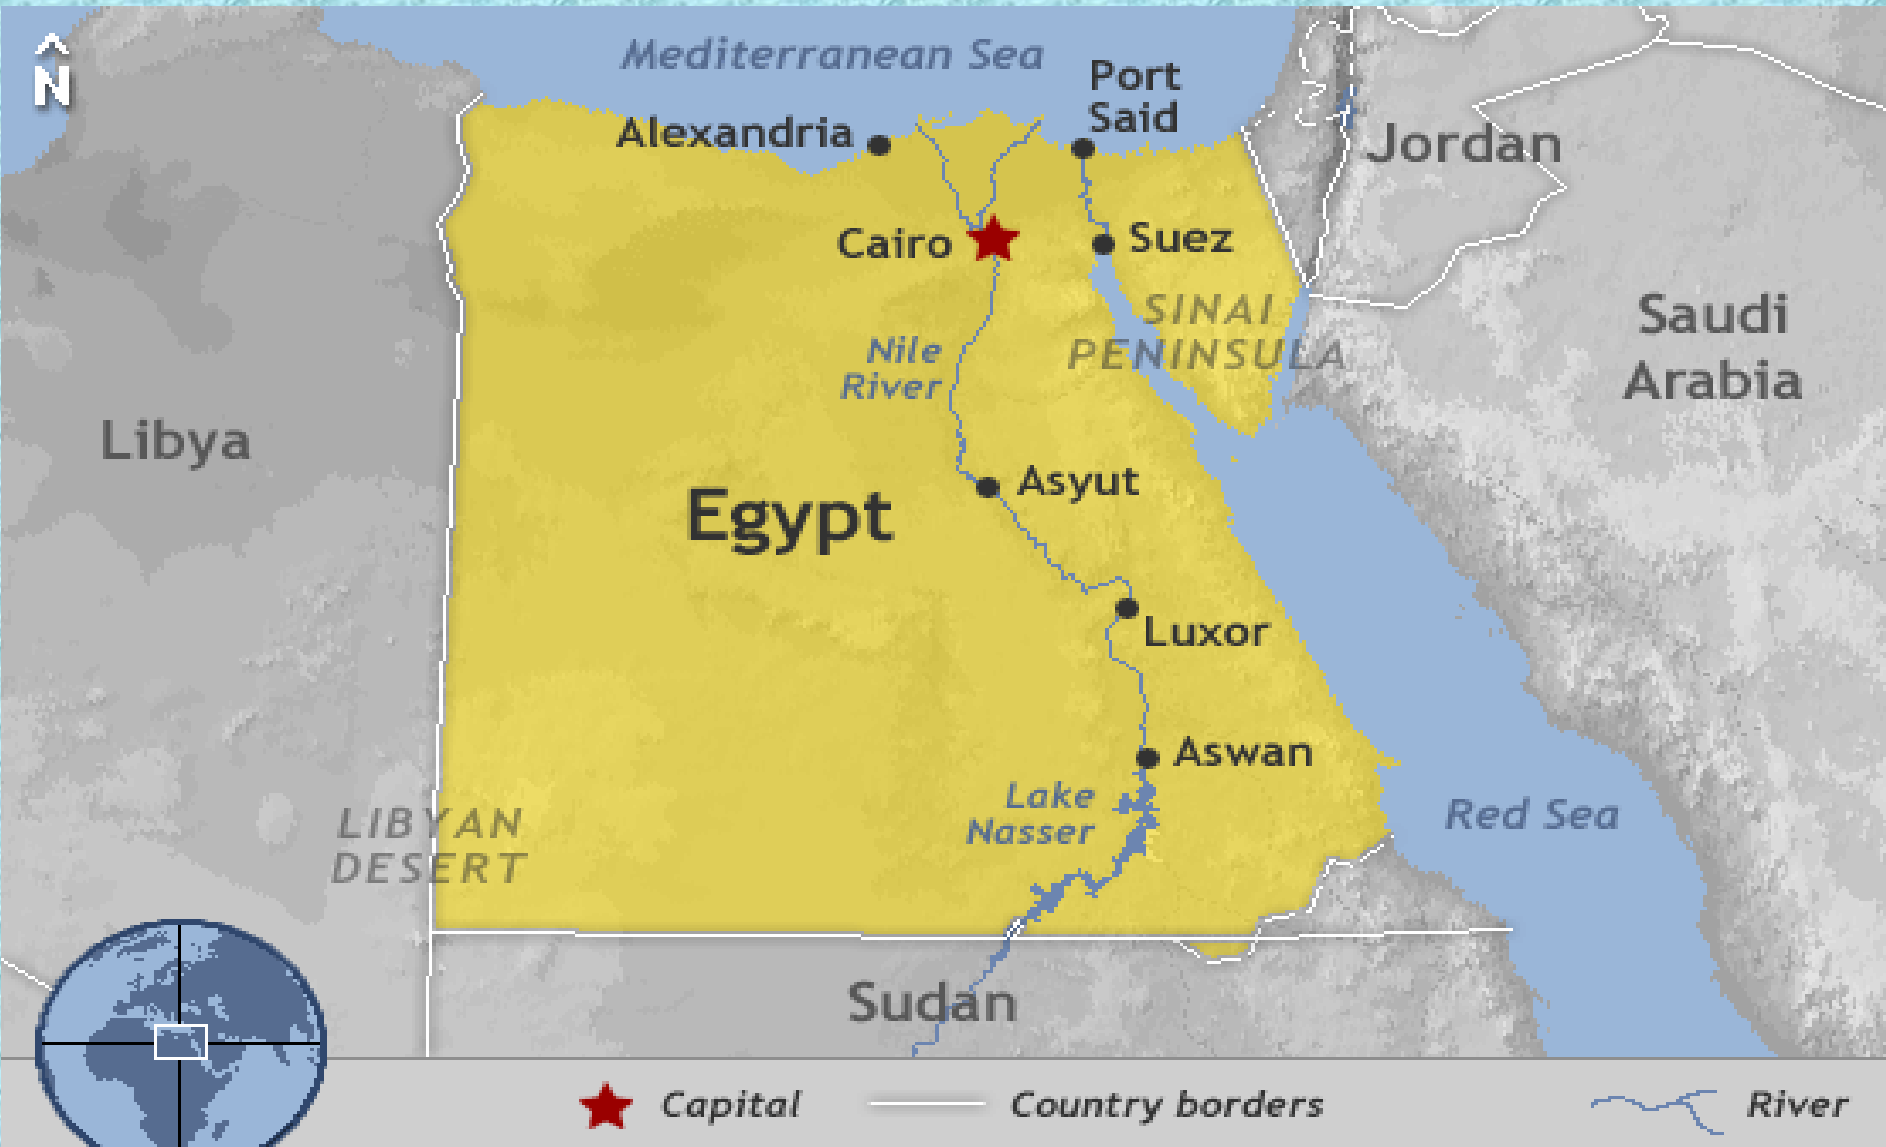 N
Mediterranean Sea
Port
Said
Alexandria
Jordan
Cairo
Suez
SINAI
PENINSULA
Saudi
Arabia
Nile
River
Libya
Asyut
Egypt
Luxor
Aswan
Lake
Nasser
Red Sea
LIBYAN
DESERT
Sudan
Capital
Country borders
River